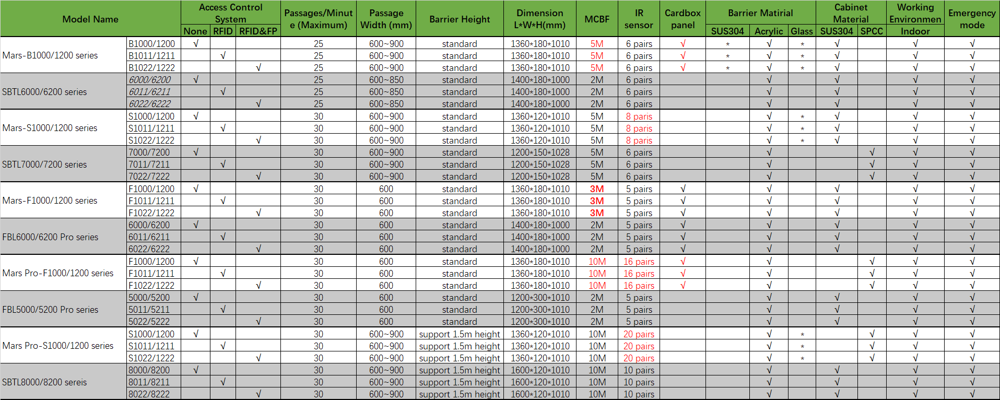 Model Name | Access Control System | Passages/Minut e (Maximum) | Passage Width (mm) | Barrier Height | Dimension L*W*H(mm) | MCBF | IR sensor | Cardbox panel | Barrier Matirial | Cabinet Material | Working Environmen | Emergency mode
None | RFID | RFID&FP | SUS304 | Acrylic | Glass | SUS304 | SPCC | Indoor
Mars-B1000/1200 series
B1000/1200 √ 25 600~900 standard 1360*180*1010 5M 6 pairs √ * √ * √ √ √
B1011/1211 √ 25 600~900 standard 1360*180*1010 5M 6 pairs √ * √ * √ √ √
B1022/1222 √ 25 600~900 standard 1360*180*1010 5M 6 pairs √ * √ * √ √ √
SBTL6000/6200 series
6000/6200 √ 25 600~850 standard 1400*180*1000 2M 6 pairs √ √ √ √
6011/6211 √ 25 600~850 standard 1400*180*1000 2M 6 pairs √ √ √ √
6022/6222 √ 25 600~850 standard 1400*180*1000 2M 6 pairs √ √ √ √
Mars-S1000/1200 series
S1000/1200 √ 30 600~900 standard 1360*120*1010 5M 8 paris √ * √ √ √
S1011/1211 √ 30 600~900 standard 1360*120*1010 5M 8 paris √ * √ √ √
S1022/1222 √ 30 600~900 standard 1360*120*1010 5M 8 paris √ * √ √ √
SBTL7000/7200 series
7000/7200 √ 30 600~900 standard 1200*150*1028 5M 6 pairs √ √ √ √
7011/7211 √ 30 600~900 standard 1200*150*1028 5M 6 pairs √ √ √ √
7022/7222 √ 30 600~900 standard 1200*150*1028 5M 6 pairs √ √ √ √
Mars-F1000/1200 series
F1000/1200 √ 30 600 standard 1360*180*1010 3M 5 pairs √ √ √ √ √
F1011/1211 √ 30 600 standard 1360*180*1010 3M 5 pairs √ √ √ √ √
F1022/1222 √ 30 600 standard 1360*180*1010 3M 5 pairs √ √ √ √ √
FBL6000/6200 Pro series
6000/6200 √ 30 600 standard 1400*180*1000 2M 5 pairs √ √ √ √ √
6011/6211 √ 30 600 standard 1400*180*1000 2M 5 pairs √ √ √ √ √
6022/6222 √ 30 600 standard 1400*180*1000 2M 5 pairs √ √ √ √ √
Mars Pro-F1000/1200 series
F1000/1200 √ 30 600 standard 1360*180*1010 10M 16 pairs √ √ √ √ √
F1011/1211 √ 30 600 standard 1360*180*1010 10M 16 pairs √ √ √ √ √
F1022/1222 √ 30 600 standard 1360*180*1010 10M 16 pairs √ √ √ √ √
FBL5000/5200 Pro series
5000/5200 √ 30 600 standard 1200*300*1010 2M 5 pairs √ √ √ √
5011/5211 √ 30 600 standard 1200*300*1010 2M 5 pairs √ √ √ √
5022/5222 √ 30 600 standard 1200*300*1010 2M 5 pairs √ √ √ √
Mars Pro-S1000/1200 series
S1000/1200 √ 30 600~900 support 1.5m height 1360*120*1010 10M 20 pairs √ * √ √ √
S1011/1211 √ 30 600~900 support 1.5m height 1360*120*1010 10M 20 pairs √ * √ √ √
S1022/1222 √ 30 600~900 support 1.5m height 1360*120*1010 10M 20 pairs √ * √ √ √
SBTL8000/8200 sereis
8000/8200 √ 30 600~900 support 1.5m height 1600*120*1010 10M 10 pairs √ √ √ √
8011/8211 √ 30 600~900 support 1.5m height 1600*120*1010 10M 10 pairs √ √ √ √
8022/8222 √ 30 600~900 support 1.5m height 1600*120*1010 10M 10 pairs √ √ √ √